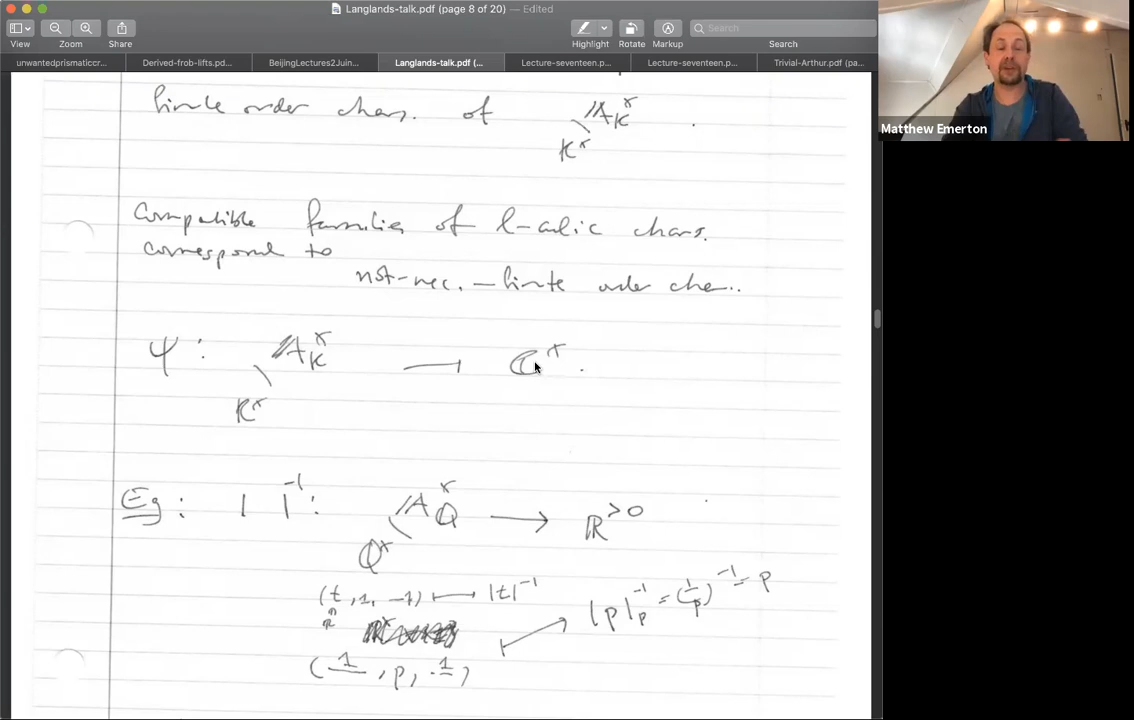 Langlands-talk.pdf (page 8 of 20) — Edited
View Zoom Share Highlight Rotate Markup Search
Search
unwantedprismaticcr... Derived-frob-lifts.pd... BeijingLectures2Juin... Langlands-talk.pdf (... Lecture-seventeen.p... Lecture-seventeen.p... Trivial-Arthur.pdf (pa...
Matthew Emerton
finite order chars. of K^× \ 𝔸_K^× .
Compatible families of l-adic chars.
correspond to
not-nec.-finite order char..
ψ : K^× \ 𝔸_K^× → ℂ^× .
Eg : | |^{-1} : ℚ^× \ 𝔸_ℚ^× → ℝ^{>0}
(t, 1, –1) ↦ |t|^{-1}
(1, p, 1) ↦ |p|_p^{-1} = (1/p)^{-1} = p